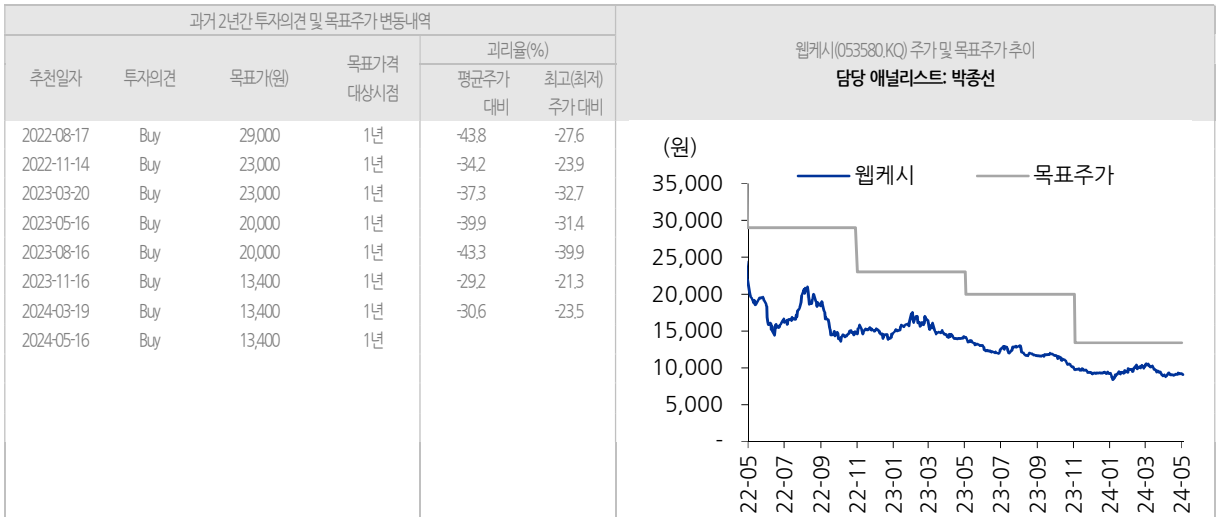 과거 2년간 투자의견 및 목표주가 변동내역
추천일자 투자의견 목표가(원) 목표가격 대상시점 괴리율(%)
평균주가 대비 최고(최저) 주가 대비
2022-08-17 Buy 29,000 1년 -43.8 -27.6
2022-11-14 Buy 23,000 1년 -34.2 -23.9
2023-03-20 Buy 23,000 1년 -37.3 -32.7
2023-05-16 Buy 20,000 1년 -39.9 -31.4
2023-08-16 Buy 20,000 1년 -43.3 -39.9
2023-11-16 Buy 13,400 1년 -29.2 -21.3
2024-03-19 Buy 13,400 1년 -30.6 -23.5
2024-05-16 Buy 13,400 1년
웹케시(053580.KQ) 주가 및 목표주가 추이
담당 애널리스트: 박종선
(원)
웹케시 목표주가
35,000
30,000
25,000
20,000
15,000
10,000
5,000
-
22-05 22-07 22-09 22-11 23-01 23-03 23-05 23-07 23-09 23-11 24-01 24-03 24-05